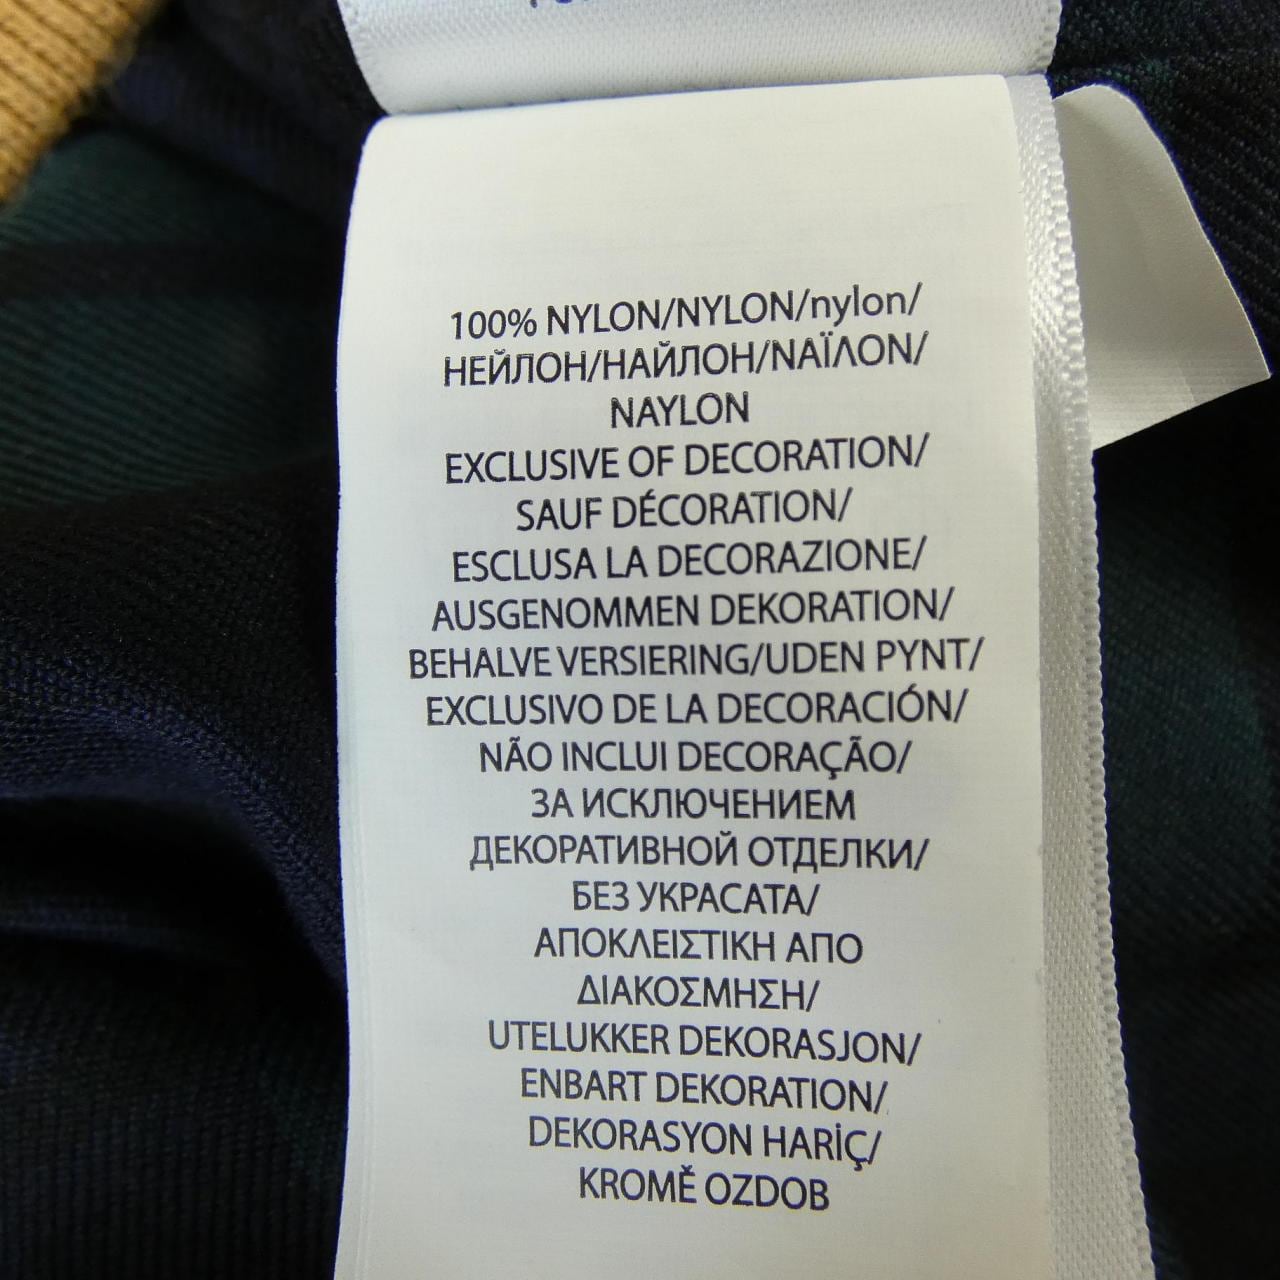 100% NYLON/NYLON/nylon/
НЕЙЛОН/НАЙЛОН/ΝΑΪΛΟΝ/
NAYLON
EXCLUSIVE OF DECORATION/
SAUF DÉCORATION/
ESCLUSA LA DECORAZIONE/
AUSGENOMMEN DEKORATION/
BEHALVE VERSIERING/UDEN PYNT/
EXCLUSIVO DE LA DECORACIÓN/
NÃO INCLUI DECORAÇÃO/
ЗА ИСКЛЮЧЕНИЕМ
ДЕКОРАТИВНОЙ ОТДЕЛКИ/
БЕЗ УКРАСАТА/
ΑΠΟΚΛΕΙΣΤΙΚΗ ΑΠΟ
ΔΙΑΚΟΣΜΗΣΗ/
UTELUKKER DEKORASJON/
ENBART DEKORATION/
DEKORASYON HARİÇ/
KROMĚ OZDOB